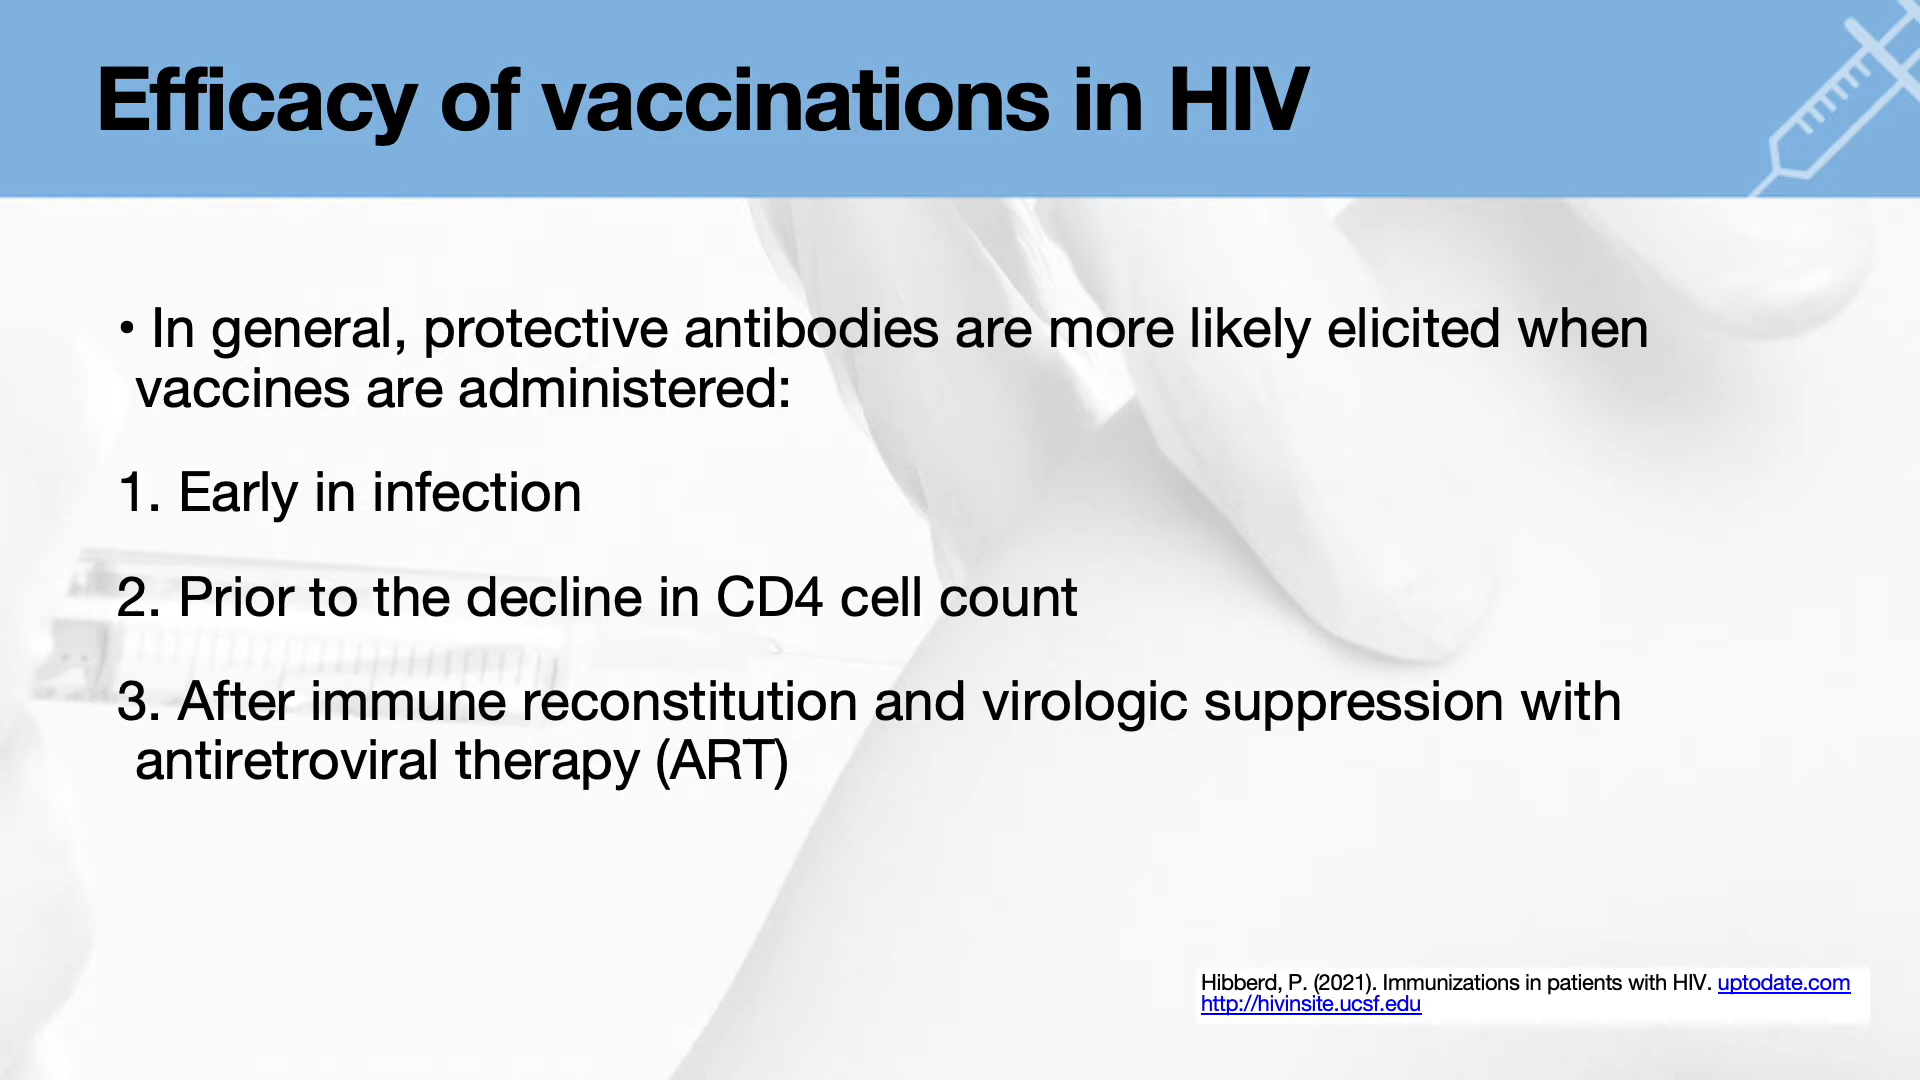 Efficacy of vaccinations in HIV
• In general, protective antibodies are more likely elicited when
vaccines are administered:
1. Early in infection
2. Prior to the decline in CD4 cell count
3. After immune reconstitution and virologic suppression with
antiretroviral therapy (ART)
Hibberd, P. (2021). Immunizations in patients with HIV. uptodate.com
http://hivinsite.ucsf.edu